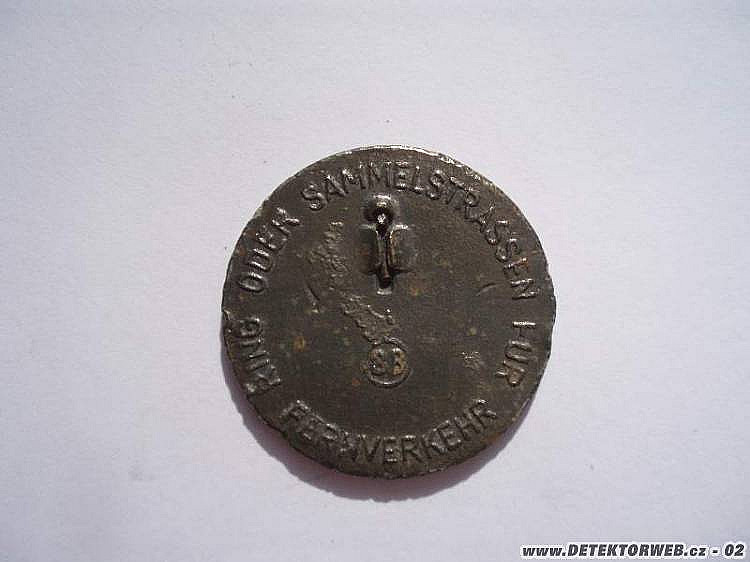 RING ODER SAMMELSTRASSEN FÜR FERNVERKEHR
SB
www.DETEKTORWEB.cz - 02